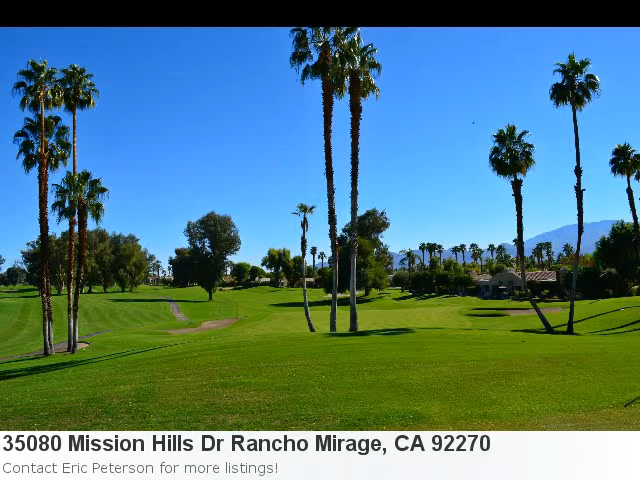 35080 Mission Hills Dr Rancho Mirage, CA 92270
Contact Eric Peterson for more listings!